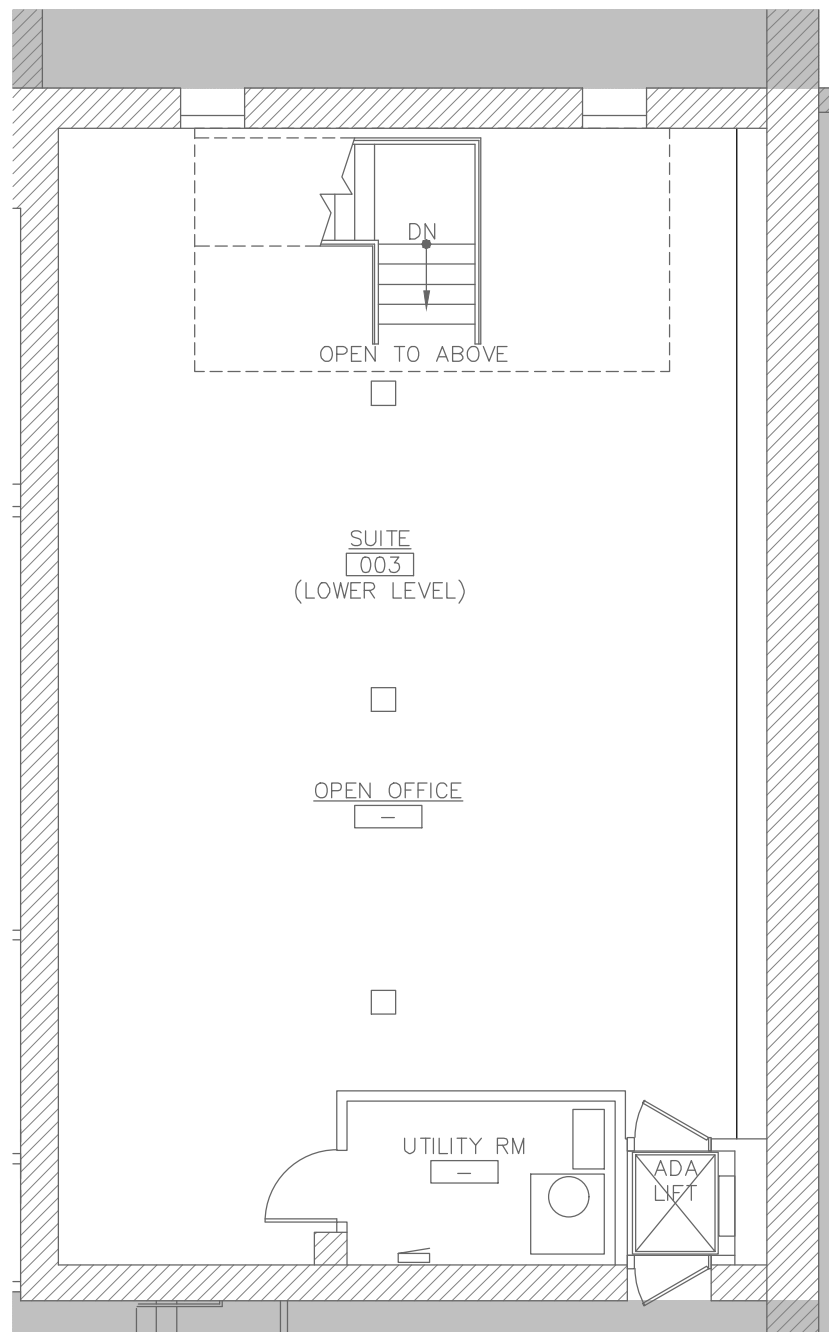 DN
OPEN TO ABOVE
SUITE
003
(LOWER LEVEL)
OPEN OFFICE
-
UTILITY RM
-
ADA
LIFT